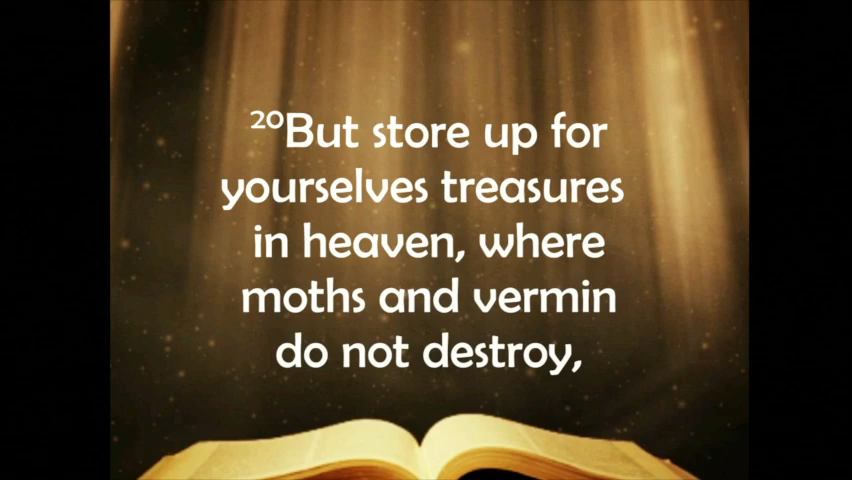 ²⁰But store up for
yourselves treasures
in heaven, where
moths and vermin
do not destroy,